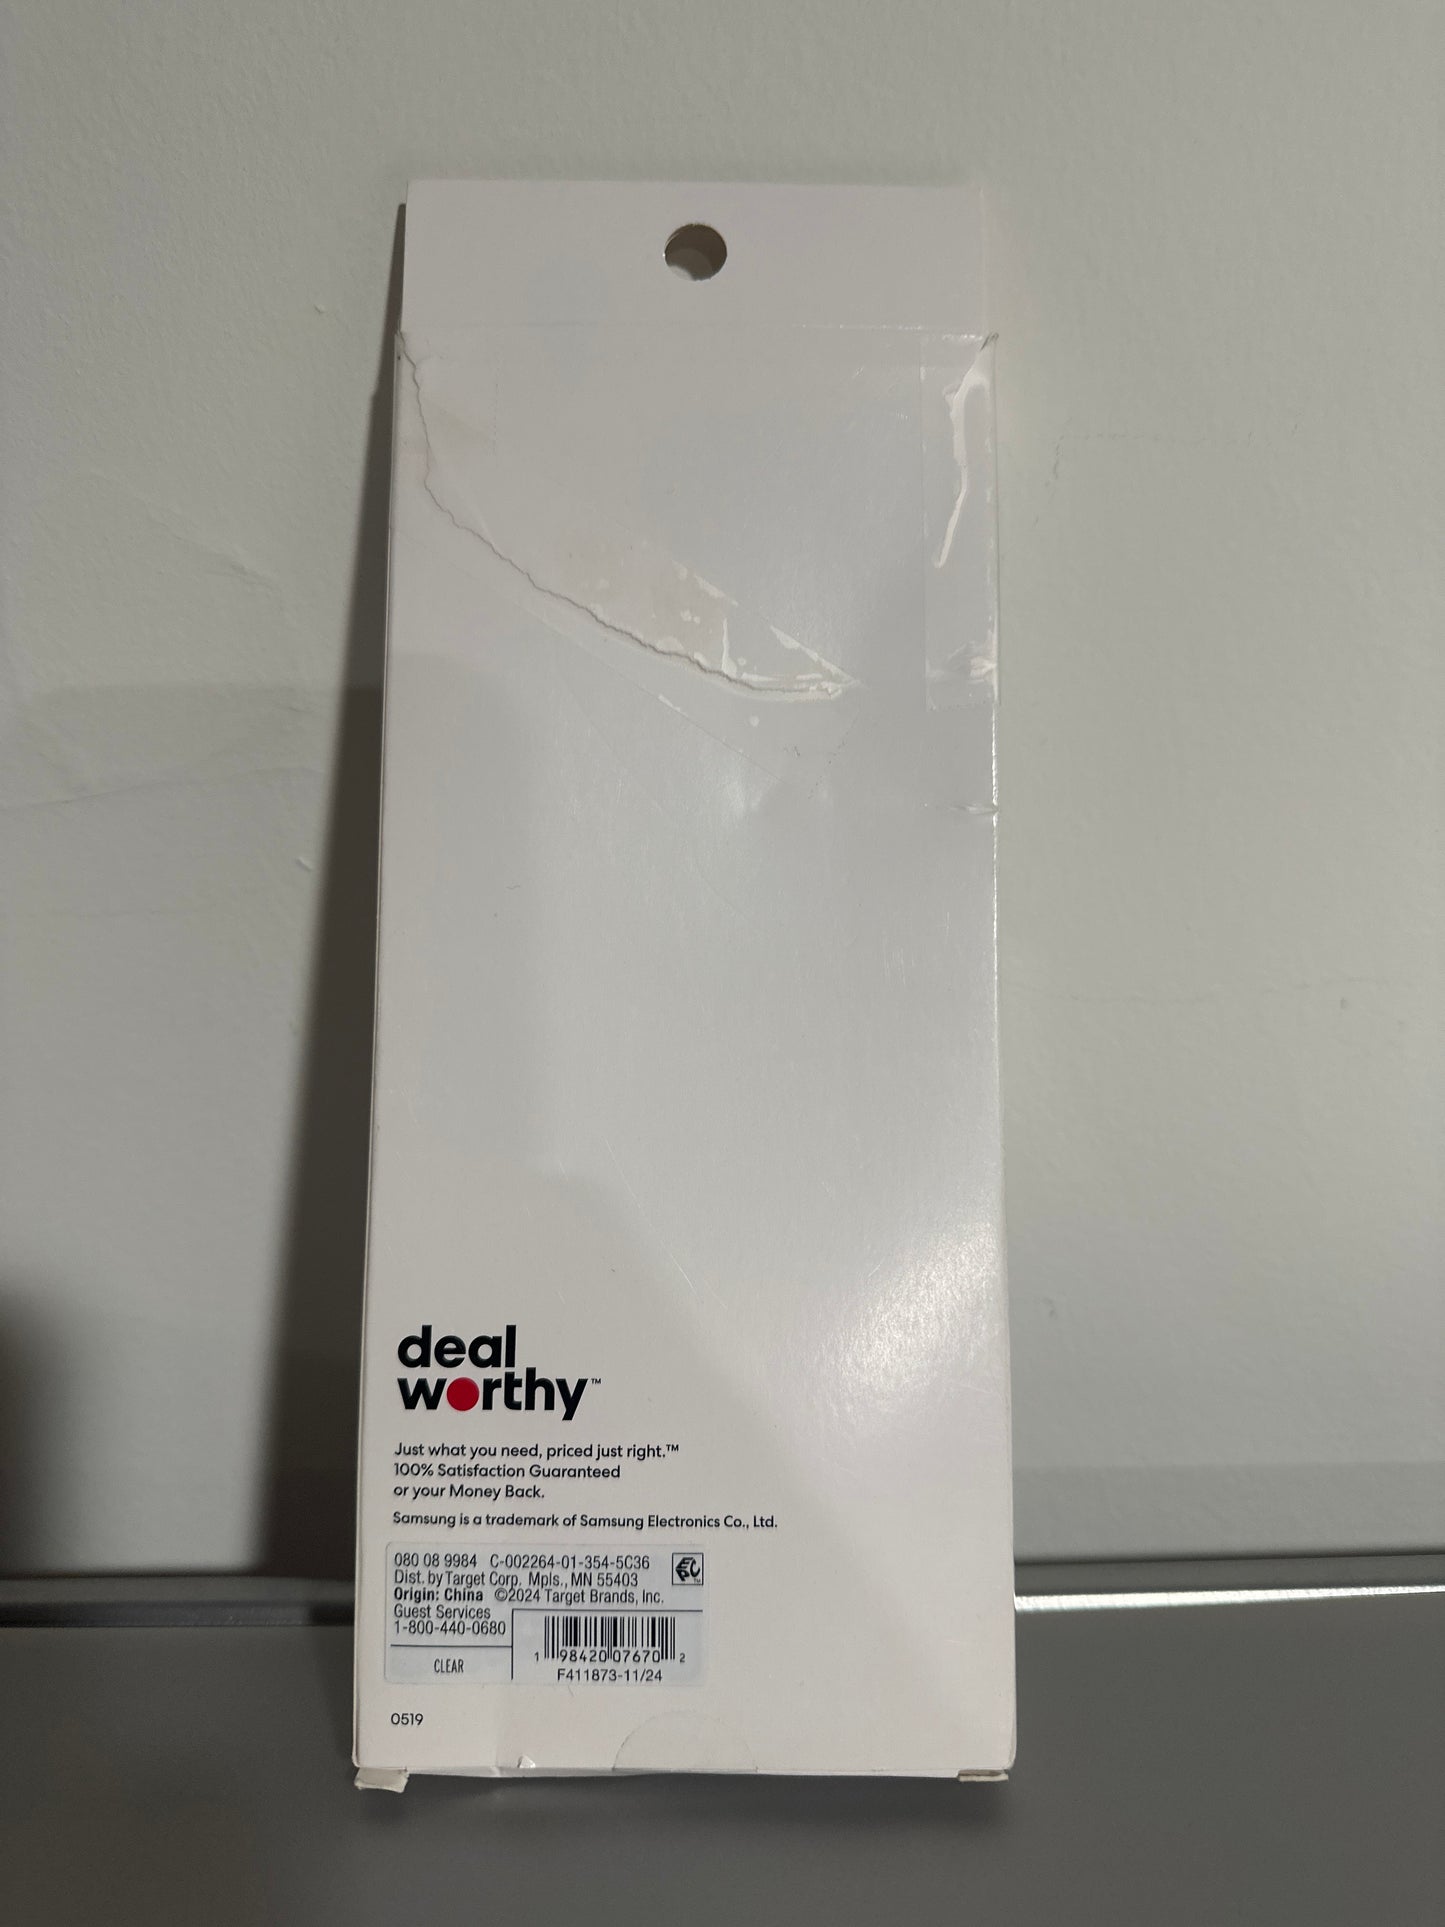 deal
worthy™
Just what you need, priced just right.™
100% Satisfaction Guaranteed
or your Money Back.
Samsung is a trademark of Samsung Electronics Co., Ltd.
080 08 9984 C-002264-01-354-5C36
Dist. by Target Corp. Mpls., MN 55403
Origin: China ©2024 Target Brands, Inc.
Guest Services
1-800-440-0680
EPC™
CLEAR
1 98420 07670 2
F411873-11/24
0519